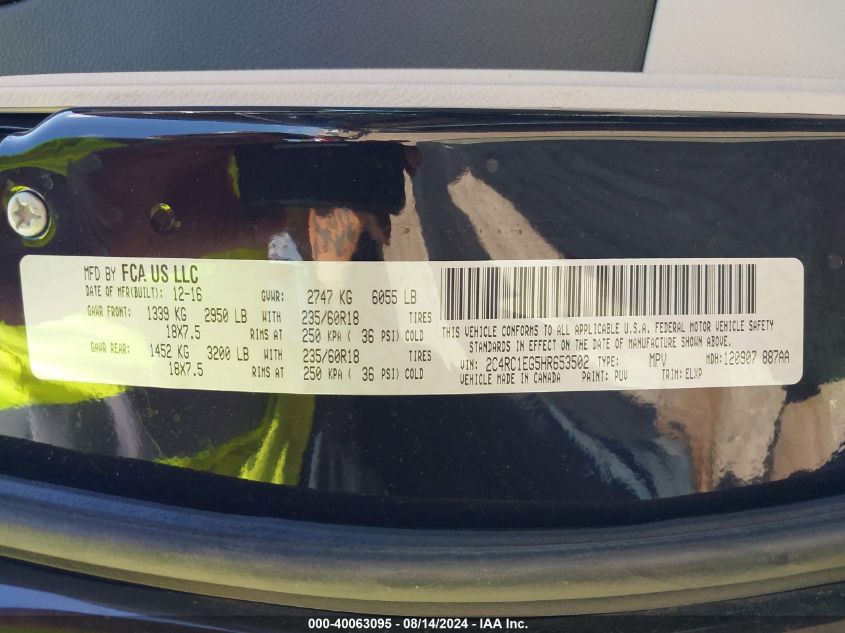 MFD BY FCA US LLC
DATE OF MFR(BUILT): 12-16 GVWR: 2747 KG 6055 LB
GAWR FRONT: 1339 KG 2950 LB WITH 235/60R18 TIRES
18X7.5 RIMS AT 250 KPA ( 36 PSI) COLD
GAWR REAR: 1452 KG 3200 LB WITH 235/60R18 TIRES
18X7.5 RIMS AT 250 KPA ( 36 PSI) COLD
THIS VEHICLE CONFORMS TO ALL APPLICABLE U.S.A. FEDERAL MOTOR VEHICLE SAFETY
STANDARDS IN EFFECT ON THE DATE OF MANUFACTURE SHOWN ABOVE.
VIN: 2C4RC1EG5HR653502 TYPE: MPV MDH: 120907 887AA
VEHICLE MADE IN CANADA PAINT: PUV TRIM: ELXP
000-40063095 - 08/14/2024 - IAA Inc.